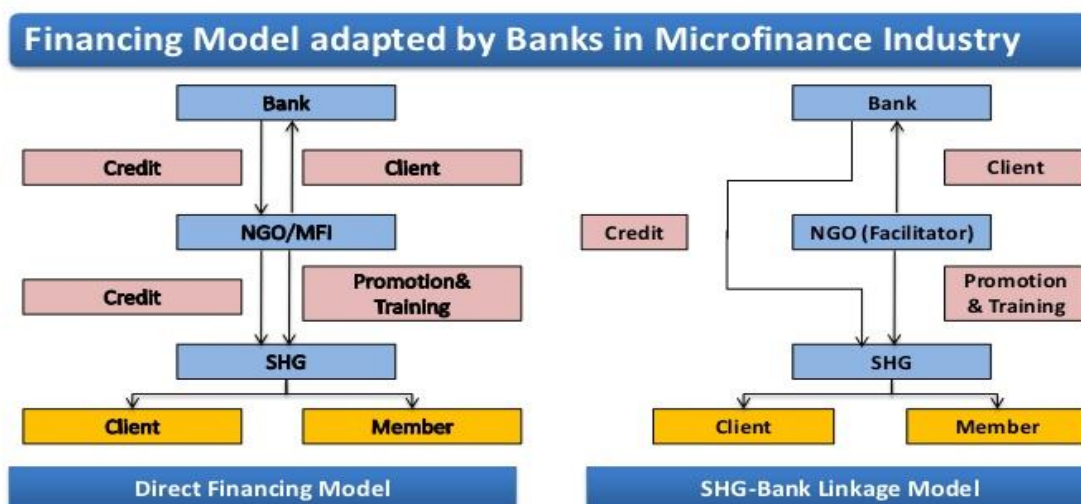 Financing Model adapted by Banks in Microfinance Industry
Bank
Credit
Client
NGO/MFI
Credit
Promotion&
Training
SHG
Client
Member
Direct Financing Model
Bank
Client
Credit
NGO (Facilitator)
Promotion
& Training
SHG
Client
Member
SHG-Bank Linkage Model